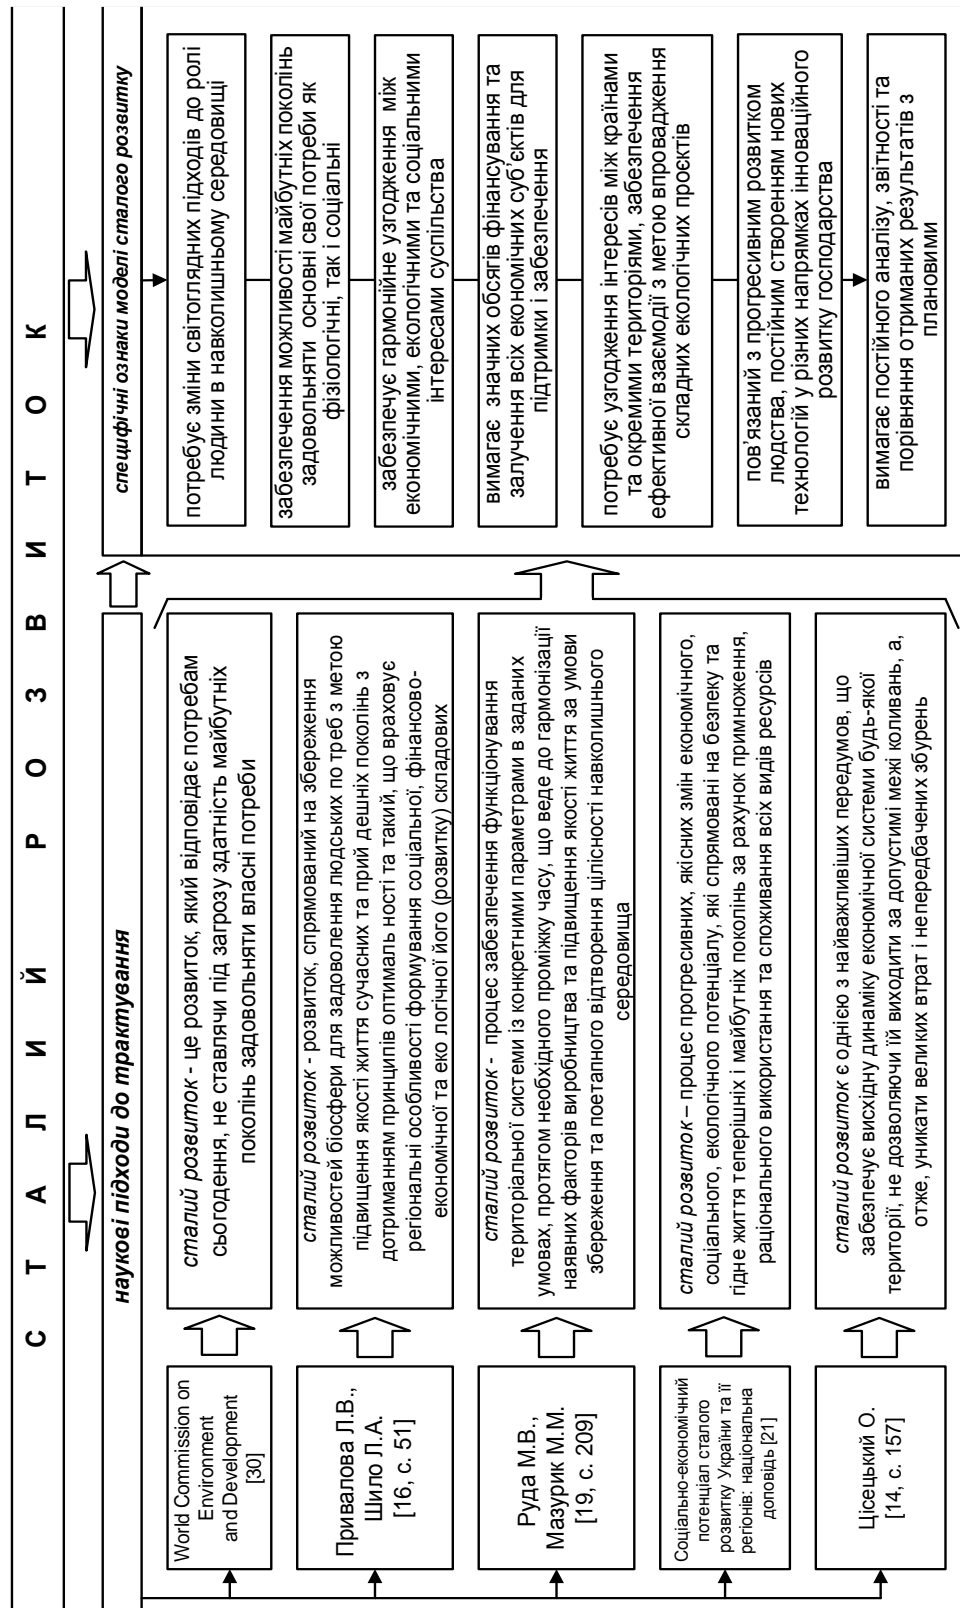 С Т А Л И Й Р О З В И Т О К
наукові підходи до трактування
специфічні ознаки моделі сталого розвитку
World Commission on
Environment
and Development
[30]
сталий розвиток - це розвиток, який відповідає потребам
сьогодення, не ставлячи під загрозу здатність майбутніх
поколінь задовольняти власні потреби
Привалова Л.В.,
Шило Л.А.
[16, с. 51]
сталий розвиток - розвиток, спрямований на збереження
можливостей біосфери для задоволення людських по треб з метою
підвищення якості життя сучасних та прий дешніх поколінь з
дотриманням принципів оптималь ності та такий, що враховує
регіональні особливості формування соціальної, фінансово-
економічної та еко логічної його (розвитку) складових
Руда М.В.,
Мазурик М.М.
[19, с. 209]
сталий розвиток - процес забезпечення функціонування
територіальної системи із конкретними параметрами в заданих
умовах, протягом необхідного проміжку часу, що веде до гармонізації
наявних факторів виробництва та підвищення якості життя за умови
збереження та поетапного відтворення цілісності навколишнього
середовища
Соціально-економічний
потенціал сталого
розвитку України та її
регіонів: національна
доповідь [21]
сталий розвиток – процес прогресивних, якісних змін економічного,
соціального, екологічного потенціалу, які спрямовані на безпеку та
гідне життя теперішніх і майбутніх поколінь за рахунок примноження,
раціонального використання та споживання всіх видів ресурсів
Цісецький О.
[14, с. 157]
сталий розвиток є однією з найважливіших передумов, що
забезпечує висхідну динаміку економічної системи будь-якої
території, не дозволяючи їй виходити за допустимі межі коливань, а,
отже, уникати великих втрат і непередбачених збурень
потребує зміни світоглядних підходів до ролі
людини в навколишньому середовищі
забезпечення можливості майбутніх поколінь
задовольняти основні свої потреби як
фізіологічні, так і соціальні
забезпечує гармонійне узгодження між
економічними, екологічними та соціальними
інтересами суспільства
вимагає значних обсягів фінансування та
залучення всіх економічних суб’єктів для
підтримки і забезпечення
потребує узгодження інтересів між країнами
та окремими територіями, забезпечення
ефективної взаємодії з метою впровадження
складних екологічних проєктів
пов’язаний з прогресивним розвитком
людства, постійним створенням нових
технологій у різних напрямках інноваційного
розвитку господарства
вимагає постійного аналізу, звітності та
порівняння отриманих результатів з
плановими